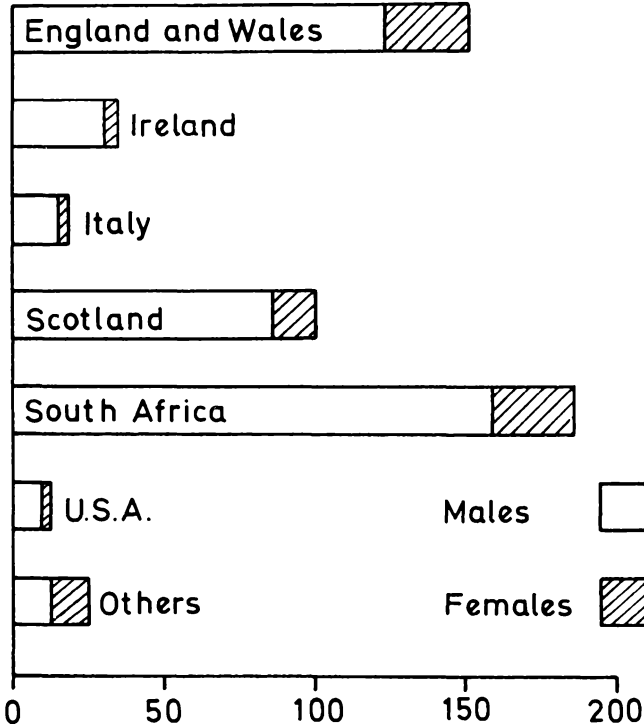 England and Wales
Ireland
Italy
Scotland
South Africa
U.S.A.
Males
Others
Females
0 50 100 150 200